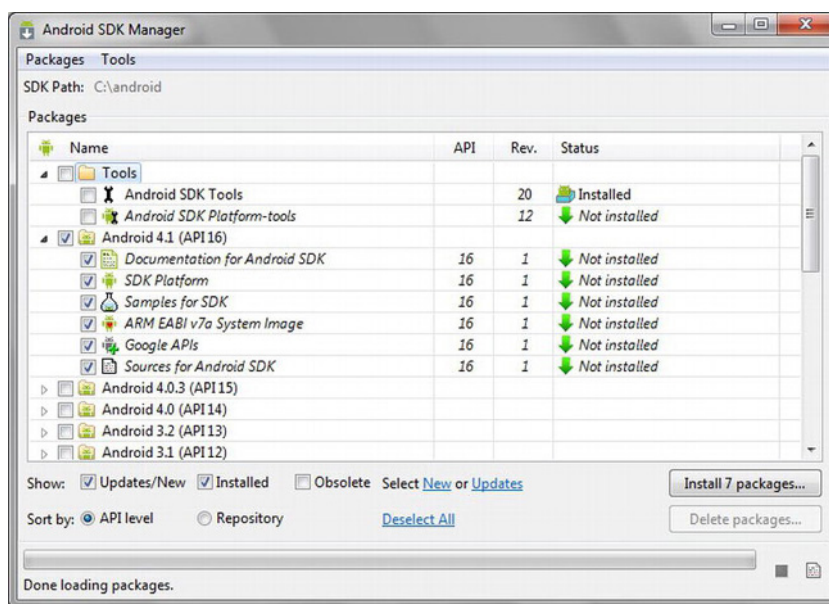 Android SDK Manager
Packages Tools
SDK Path: C:\android
Packages
Name API Rev. Status
Tools
Android SDK Tools 20 Installed
Android SDK Platform-tools 12 Not installed
Android 4.1 (API 16)
Documentation for Android SDK 16 1 Not installed
SDK Platform 16 1 Not installed
Samples for SDK 16 1 Not installed
ARM EABI v7a System Image 16 1 Not installed
Google APIs 16 1 Not installed
Sources for Android SDK 16 1 Not installed
Android 4.0.3 (API 15)
Android 4.0 (API 14)
Android 3.2 (API 13)
Android 3.1 (API 12)
Show: Updates/New Installed Obsolete Select New or Updates Install 7 packages...
Sort by: API level Repository Deselect All Delete packages...
Done loading packages.